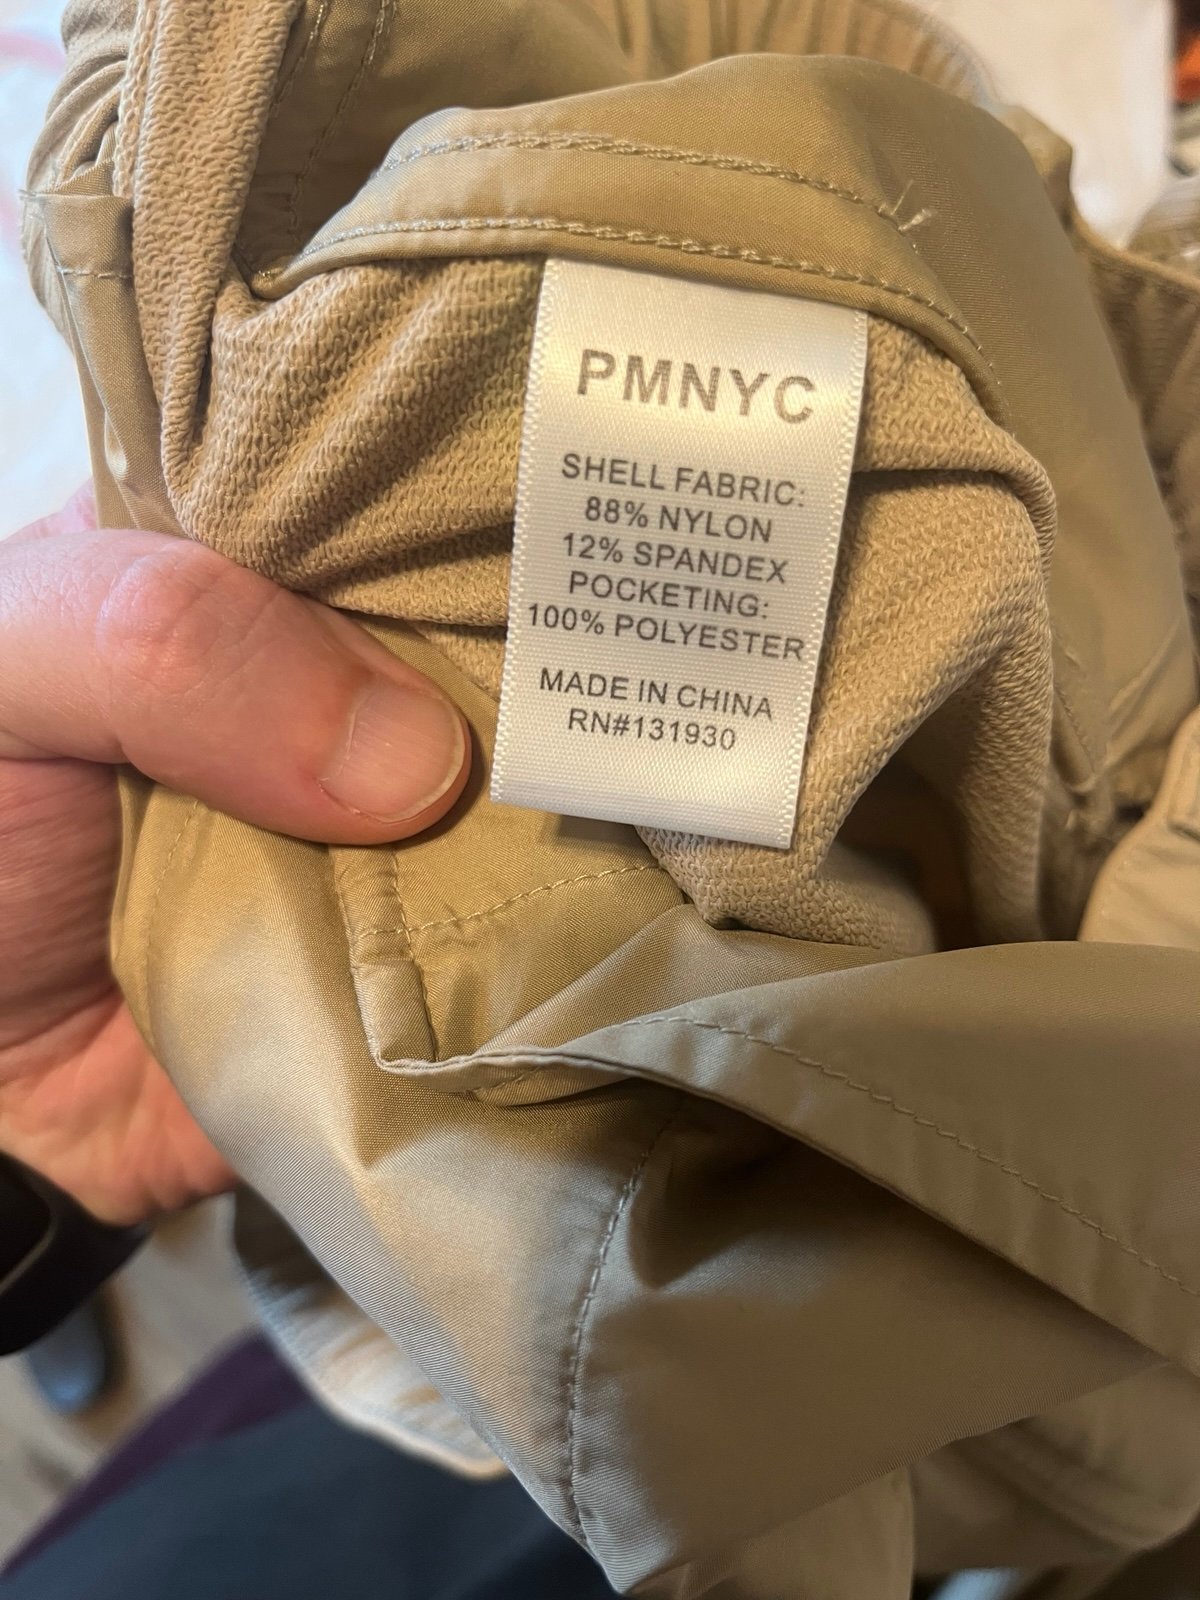 PMNYC
SHELL FABRIC:
88% NYLON
12% SPANDEX
POCKETING:
100% POLYESTER
MADE IN CHINA
RN#131930